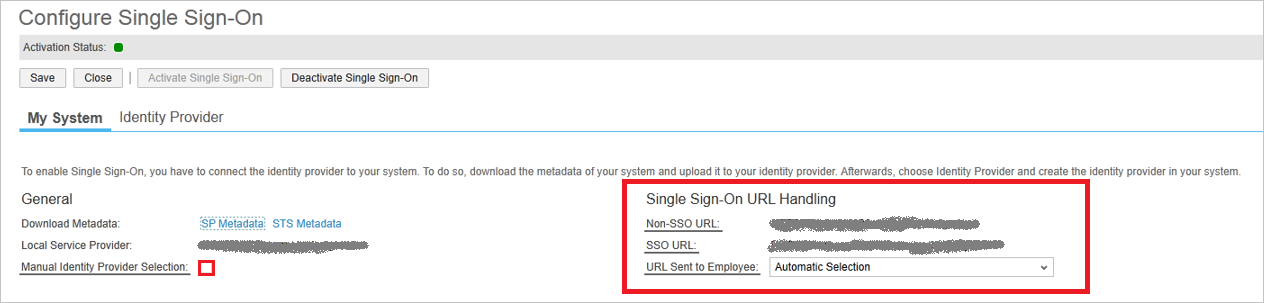 Configure Single Sign-On
Activation Status:
Save Close | Activate Single Sign-On Deactivate Single Sign-On
My System Identity Provider
To enable Single Sign-On, you have to connect the identity provider to your system. To do so, download the metadata of your system and upload it to your identity provider. Afterwards, choose Identity Provider and create the identity provider in your system.
General
Download Metadata: SP Metadata STS Metadata
Local Service Provider:
Manual Identity Provider Selection:
Single Sign-On URL Handling
Non-SSO URL:
SSO URL:
URL Sent to Employee: Automatic Selection